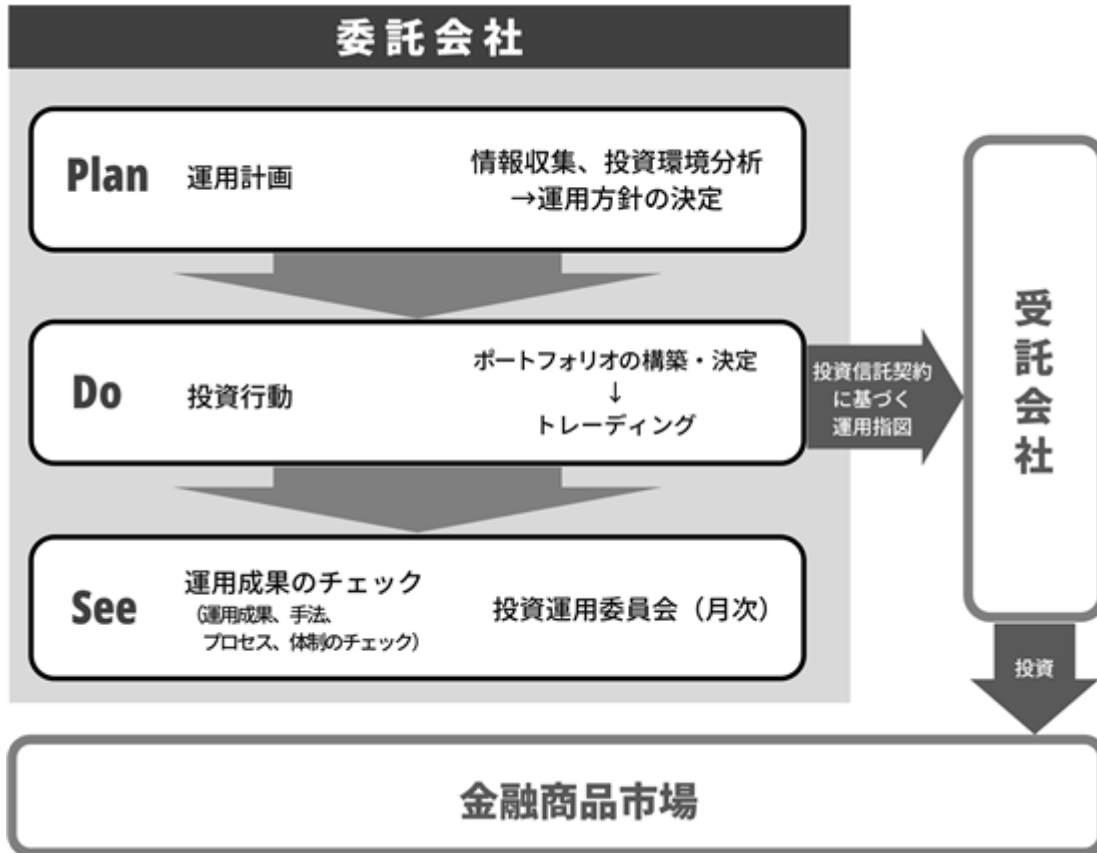 委託会社
Plan
運用計画
情報収集、投資環境分析
→運用方針の決定
Do
投資行動
ポートフォリオの構築・決定
↓
トレーディング
投資信託契約
に基づく
運用指図
受託会社
See
運用成果のチェック
(運用成果、手法、
プロセス、体制のチェック)
投資運用委員会（月次）
投資
金融商品市場